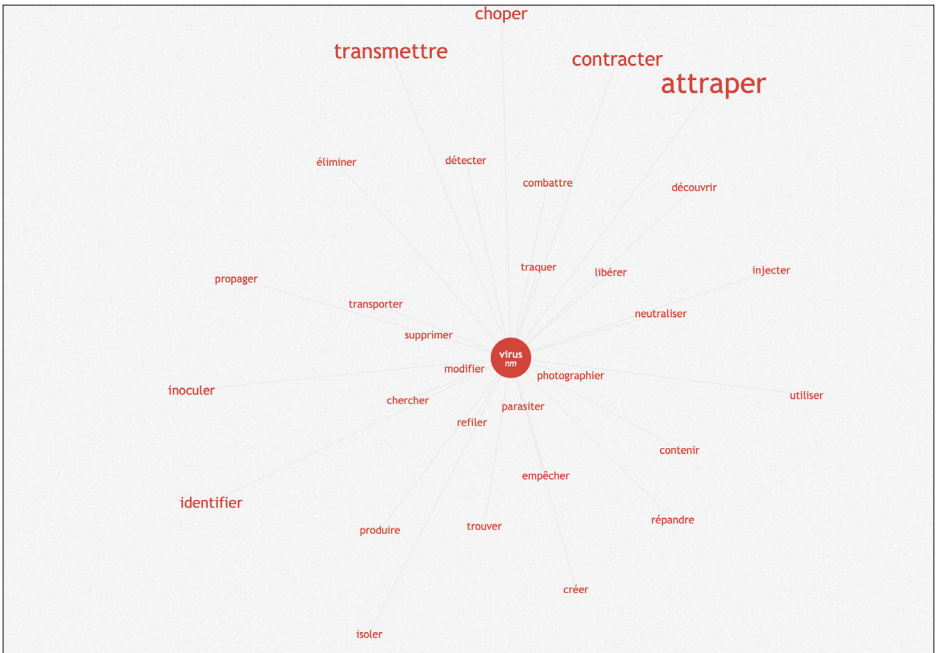 choper
transmettre
contracter
attraper
éliminer
détecter
combattre
découvrir
traquer
libérer
injecter
propager
transporter
neutraliser
supprimer
virus
nm
modifier
photographier
inoculer
chercher
parasiter
utiliser
refiler
contenir
empêcher
identifier
produire
trouver
répandre
créer
isoler